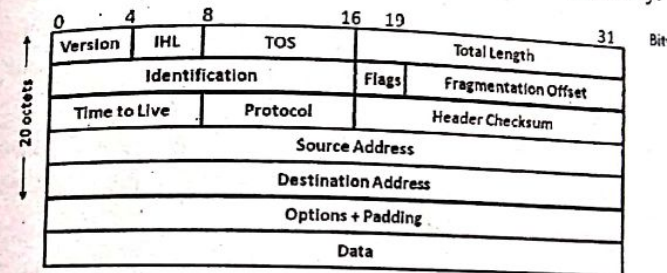 0 4 8 16 19 31 Bit
Version IHL TOS Total Length
Identification Flags Fragmentation Offset
Time to Live Protocol Header Checksum
Source Address
Destination Address
Options + Padding
Data
20 octets